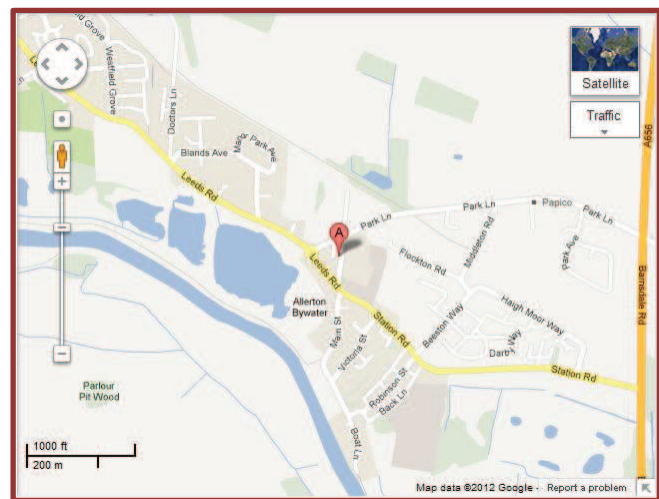 Grove
Westfield Grove
Satellite
Traffic
A656
Doctors Ln
Manor Park Ave
Blands Ave
Leeds Rd
Park Ln
Park Ln
Papico
Park Ln
A
Park Ave
Middleton Rd
Flockton Rd
Leeds Rd
Barnsdale Rd
Allerton
Bywater
Main St
Station Rd
Beeston Way
Haigh Moor Way
Victoria St
Darby Way
Station Rd
Parlour
Pit Wood
Robinson St
Back Ln
Boat Ln
1000 ft
200 m
Map data ©2012 Google - Report a problem